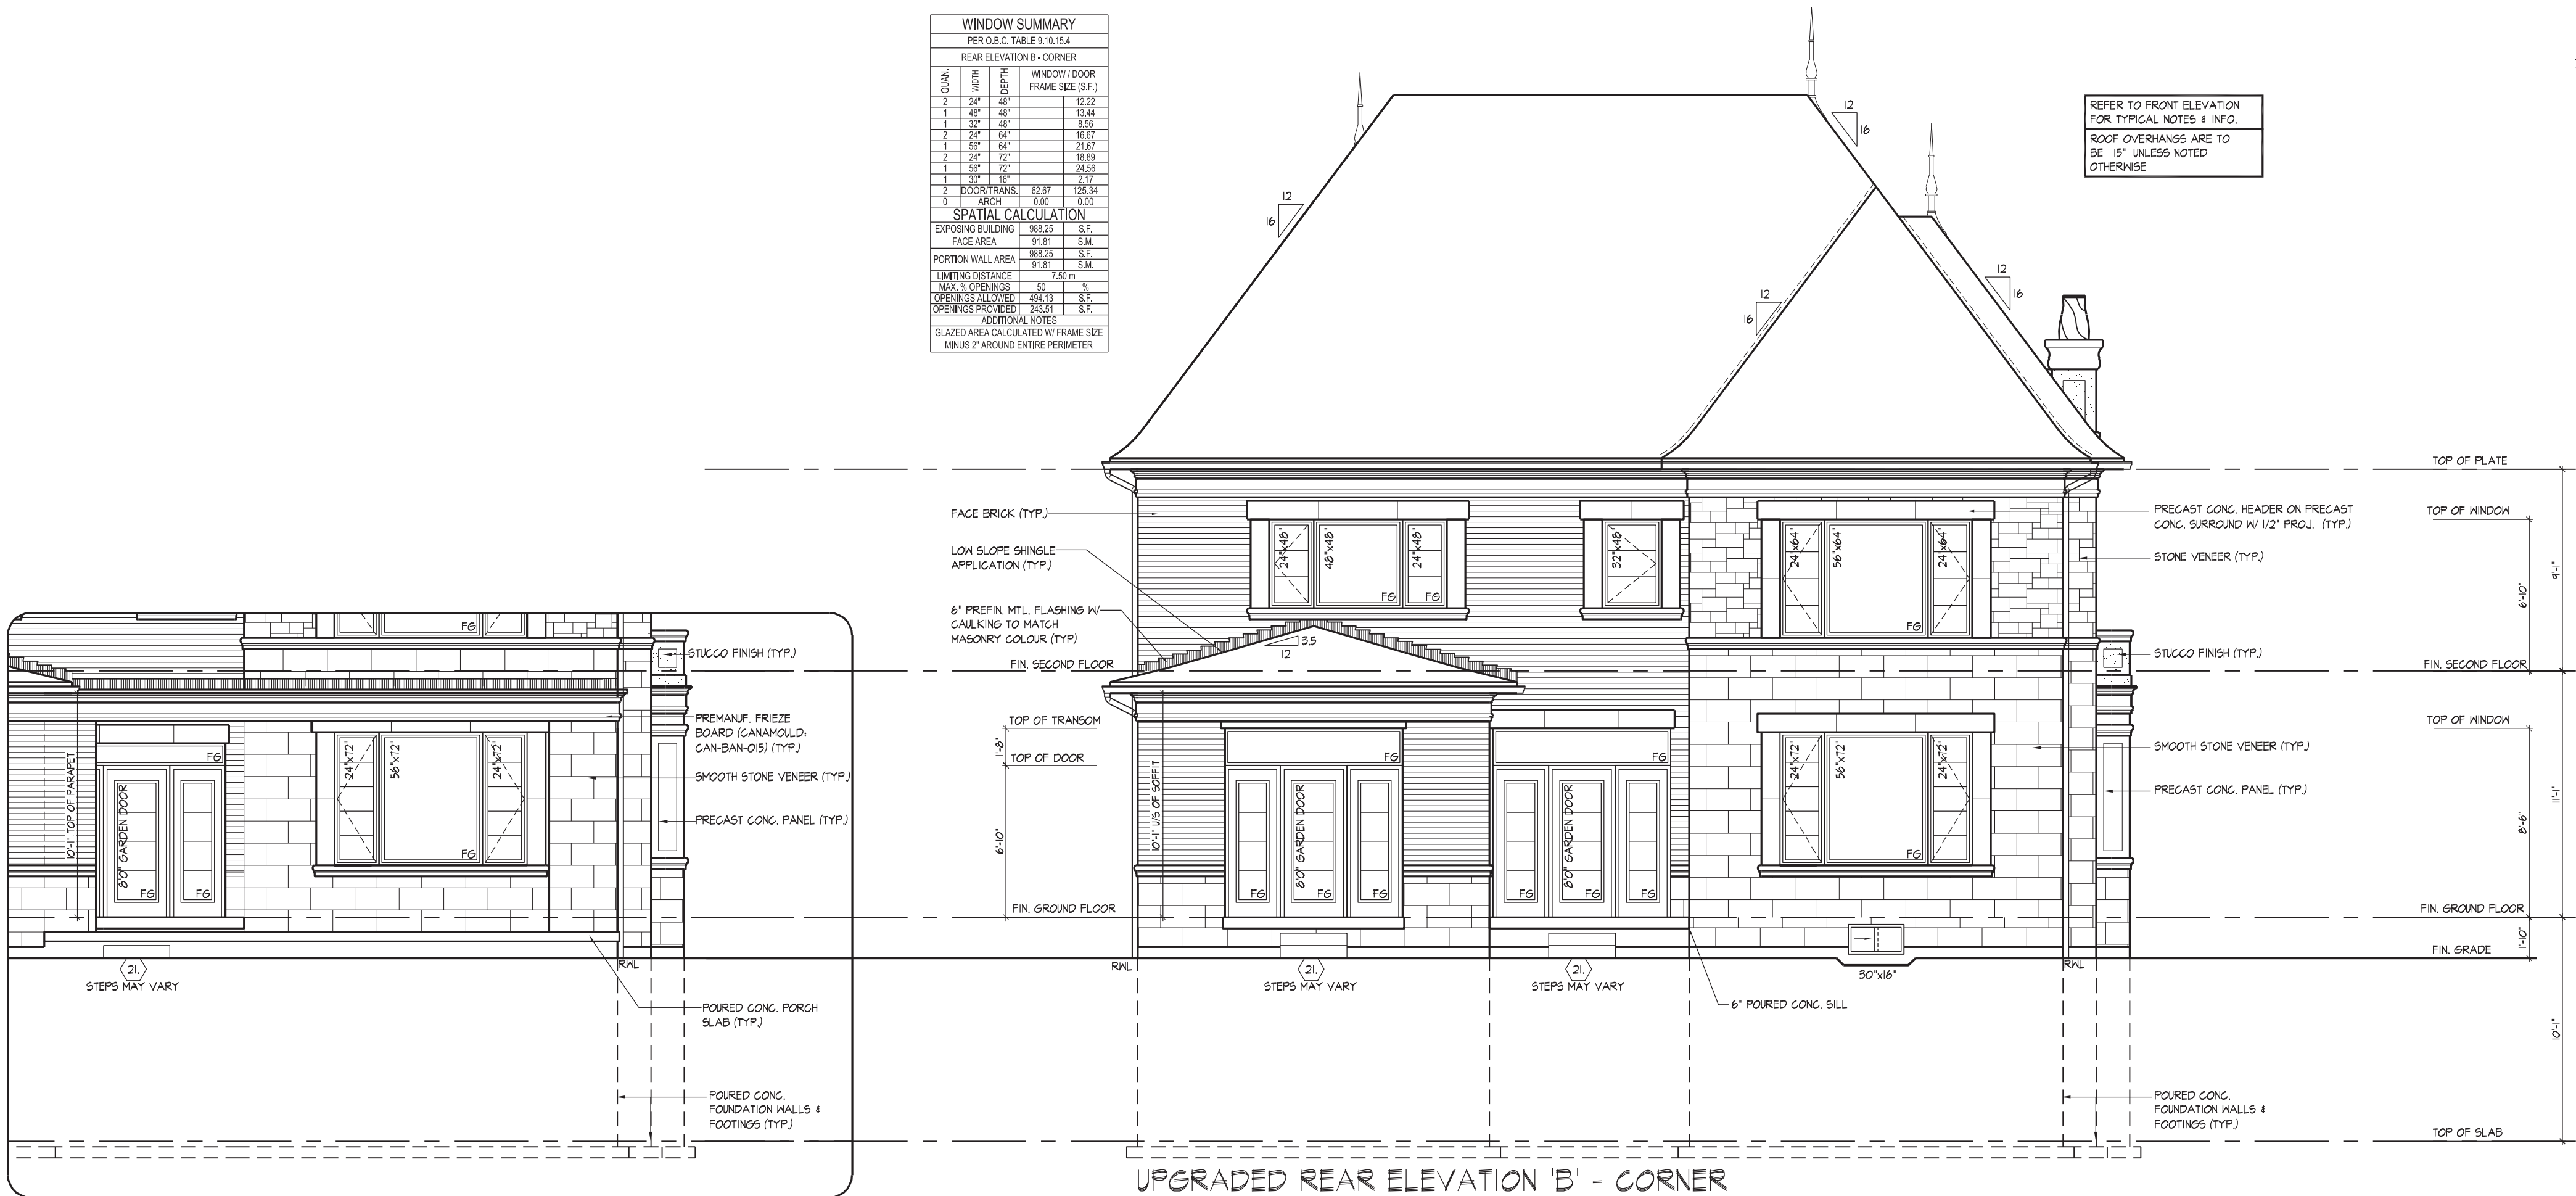 WINDOW SUMMARY
PER O.B.C. TABLE 9.10.15.4
REAR ELEVATION B - CORNER
QUAN. WIDTH DEPTH WINDOW / DOOR FRAME SIZE (S.F.)
2 24" 48" 12.22
1 48" 48" 13.44
1 32" 48" 8.56
2 24" 64" 16.67
1 56" 64" 21.67
2 24" 72" 18.89
1 56" 72" 24.56
1 30" 16" 2.17
2 DOOR/TRANS. 62.67 125.34
0 ARCH 0.00 0.00
SPATIAL CALCULATION
EXPOSING BUILDING FACE AREA 988.25 S.F.
91.81 S.M.
PORTION WALL AREA 988.25 S.F.
91.81 S.M.
LIMITING DISTANCE 7.50 m
MAX. % OPENINGS 50 %
OPENINGS ALLOWED 494.13 S.F.
OPENINGS PROVIDED 243.51 S.F.
ADDITIONAL NOTES
GLAZED AREA CALCULATED W/ FRAME SIZE
MINUS 2" AROUND ENTIRE PERIMETER
REFER TO FRONT ELEVATION
FOR TYPICAL NOTES & INFO.
ROOF OVERHANGS ARE TO
BE 15" UNLESS NOTED
OTHERWISE
12
16
12
16
12
16
12
16
FACE BRICK (TYP.)
LOW SLOPE SHINGLE
APPLICATION (TYP.)
6" PREFIN. MTL. FLASHING W/
CAULKING TO MATCH
MASONRY COLOUR (TYP)
FIN. SECOND FLOOR
TOP OF TRANSOM
1'-8"
TOP OF DOOR
6'-10"
FIN. GROUND FLOOR
10'-1" U/S OF SOFFIT
3.5
12
24"x48"
48"x48"
24"x48"
FG
FG
32"x48"
24"x64"
56"x64"
24"x64"
FG
24"x72"
56"x72"
24"x72"
FG
FG
FG
8'0" GARDEN DOOR
FG
FG
FG
FG
8'0" GARDEN DOOR
FG
FG
RWL
21.
STEPS MAY VARY
21.
STEPS MAY VARY
30"x16"
RWL
6" POURED CONC. SILL
TOP OF PLATE
PRECAST CONC. HEADER ON PRECAST
CONC. SURROUND W/ 1/2" PROJ. (TYP.)
TOP OF WINDOW
STONE VENEER (TYP.)
9'-1"
6'-10"
STUCCO FINISH (TYP.)
FIN. SECOND FLOOR
TOP OF WINDOW
SMOOTH STONE VENEER (TYP.)
PRECAST CONC. PANEL (TYP.)
11'-1"
8'-6"
FIN. GROUND FLOOR
1'-10"
FIN. GRADE
10'-1"
POURED CONC.
FOUNDATION WALLS &
FOOTINGS (TYP.)
TOP OF SLAB
FG
STUCCO FINISH (TYP.)
PREMANUF. FRIEZE
BOARD (CANAMOULD:
CAN-BAN-015) (TYP.)
SMOOTH STONE VENEER (TYP.)
PRECAST CONC. PANEL (TYP.)
10'-1" TOP OF PARAPET
FG
8'0" GARDEN DOOR
FG
FG
24"x72"
56"x72"
24"x72"
FG
21.
STEPS MAY VARY
RWL
POURED CONC. PORCH
SLAB (TYP.)
POURED CONC.
FOUNDATION WALLS &
FOOTINGS (TYP.)
UPGRADED REAR ELEVATION 'B' - CORNER